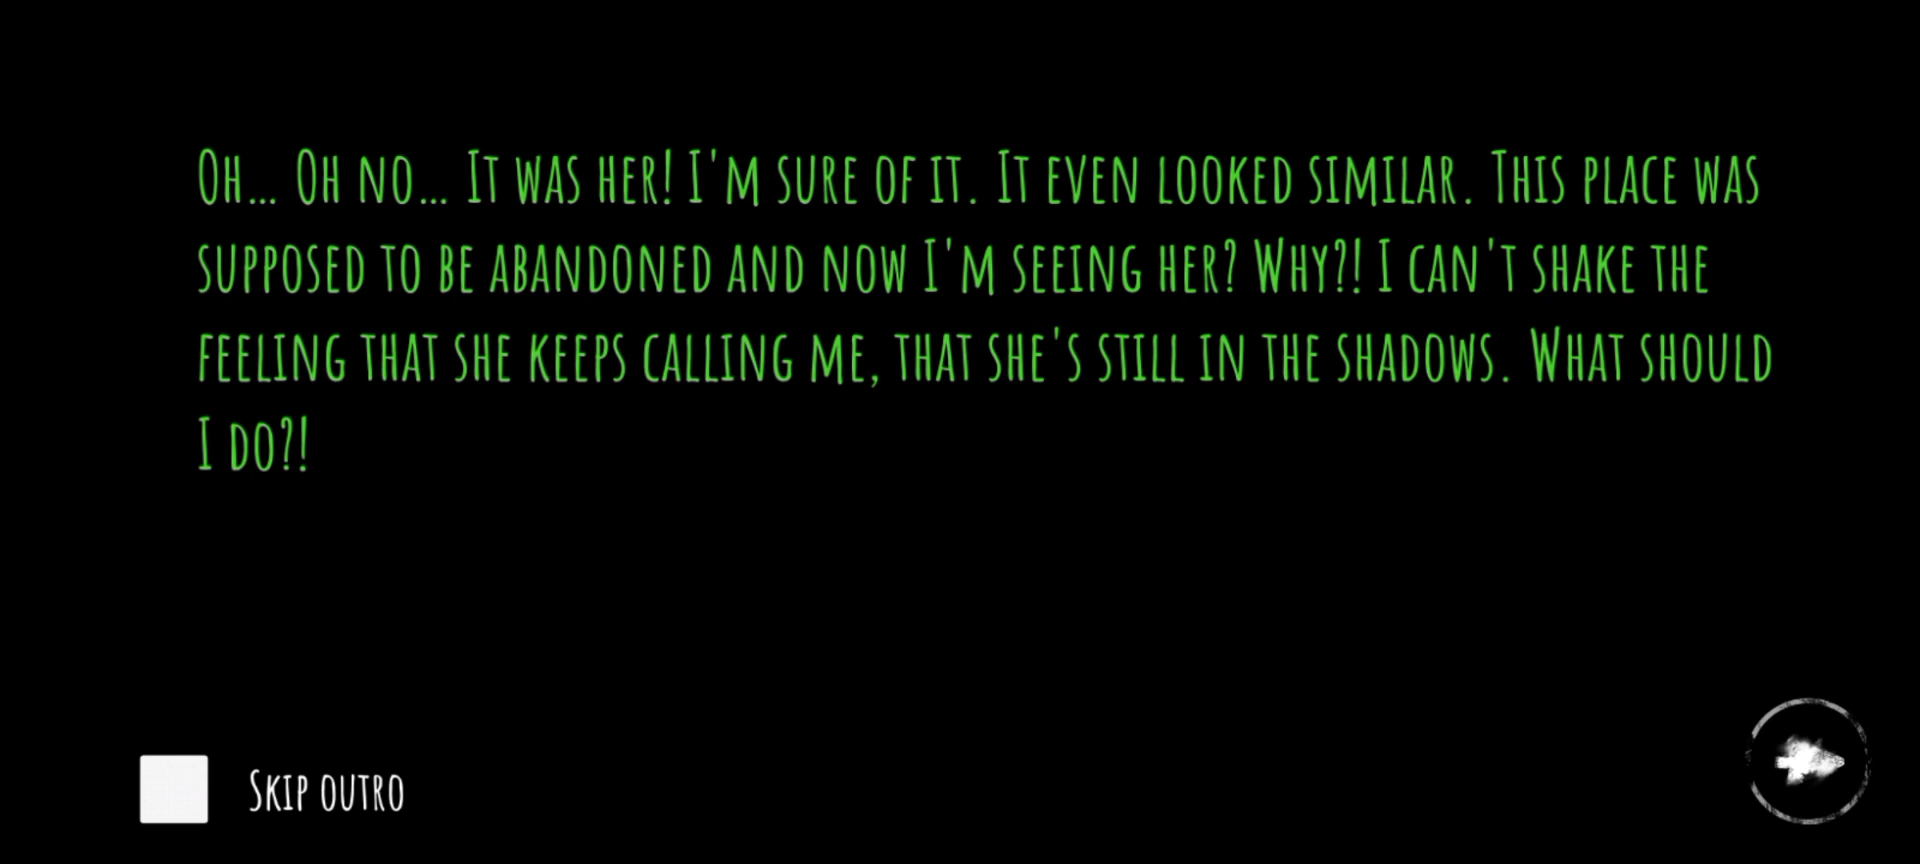 Oh... Oh no... It was her! I'm sure of it. It even looked similar. This place was
supposed to be abandoned and now I'm seeing her? Why?! I can't shake the
feeling that she keeps calling me, that she's still in the shadows. What should
I do?!
Skip outro